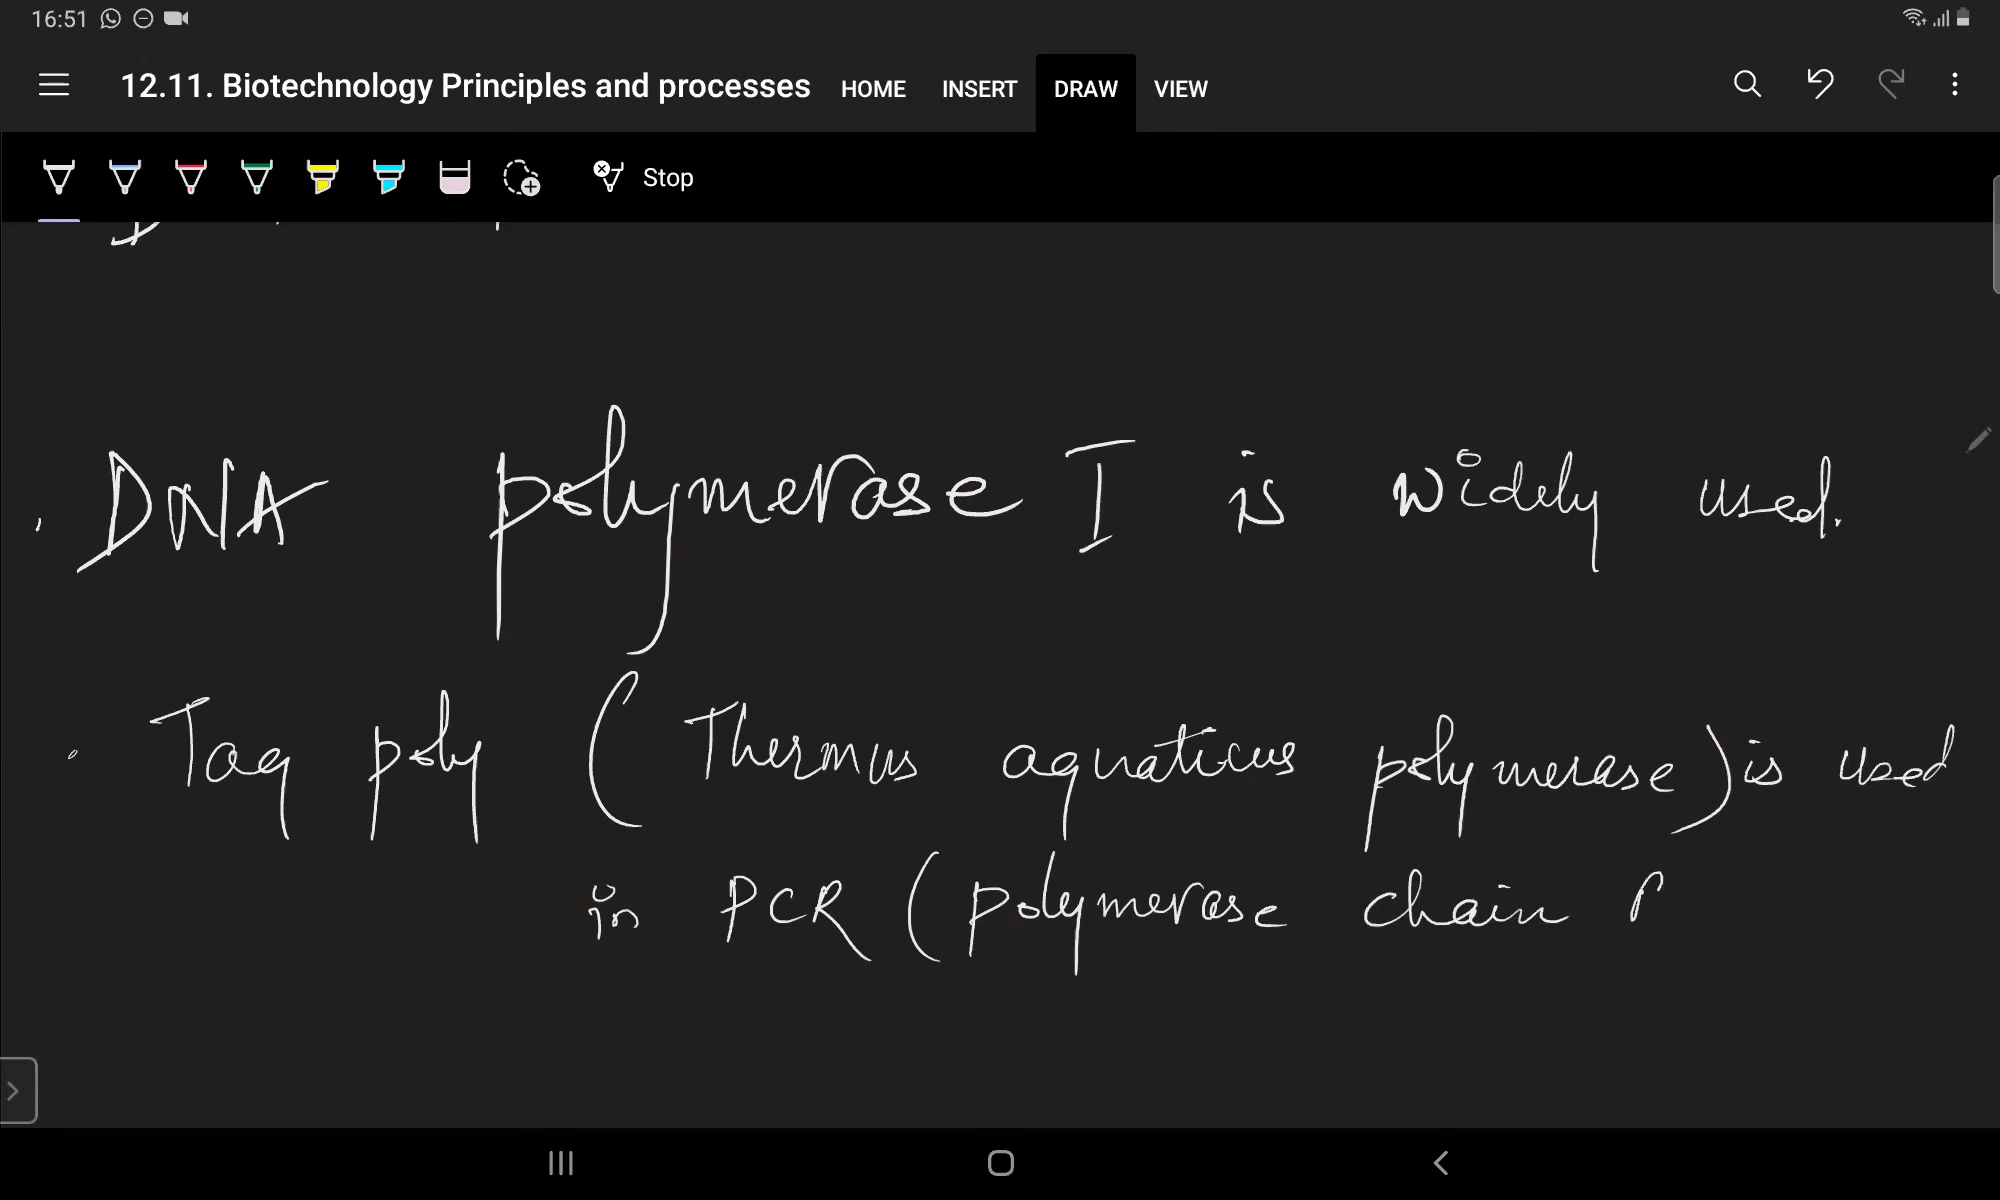 16:51
12.11. Biotechnology Principles and processes HOME INSERT DRAW VIEW
Stop
. DNA polymerase I is widely used.
. Taq poly ( Thermus aquaticus polymerase) is used
in PCR (polymerase chain r